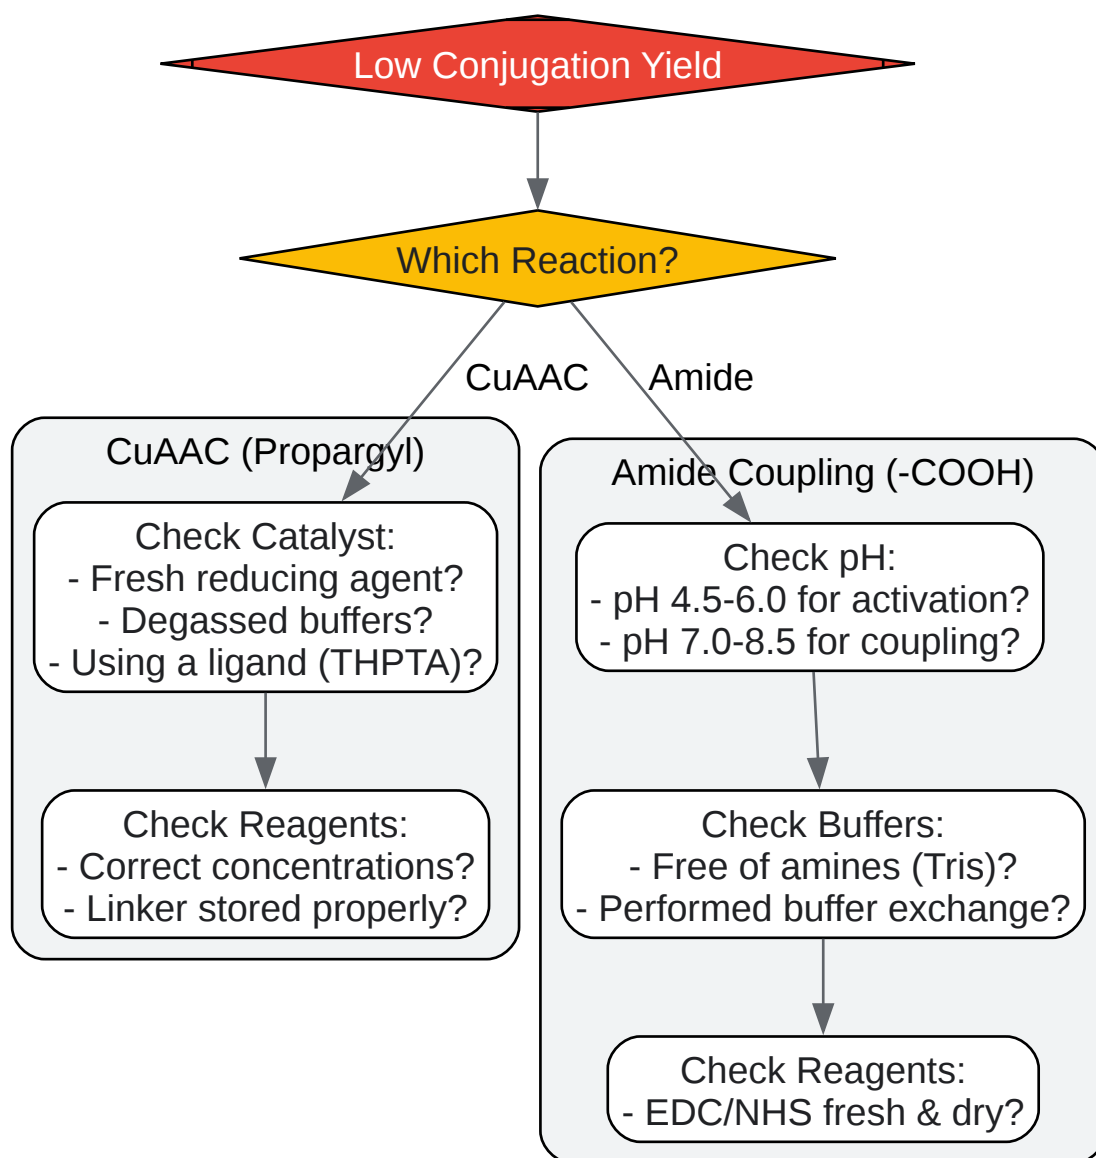 Low Conjugation Yield
Which Reaction?
CuAAC
Amide
CuAAC (Propargyl)
Check Catalyst:
- Fresh reducing agent?
- Degassed buffers?
- Using a ligand (THPTA)?
Check Reagents:
- Correct concentrations?
- Linker stored properly?
Amide Coupling (-COOH)
Check pH:
- pH 4.5-6.0 for activation?
- pH 7.0-8.5 for coupling?
Check Buffers:
- Free of amines (Tris)?
- Performed buffer exchange?
Check Reagents:
- EDC/NHS fresh & dry?